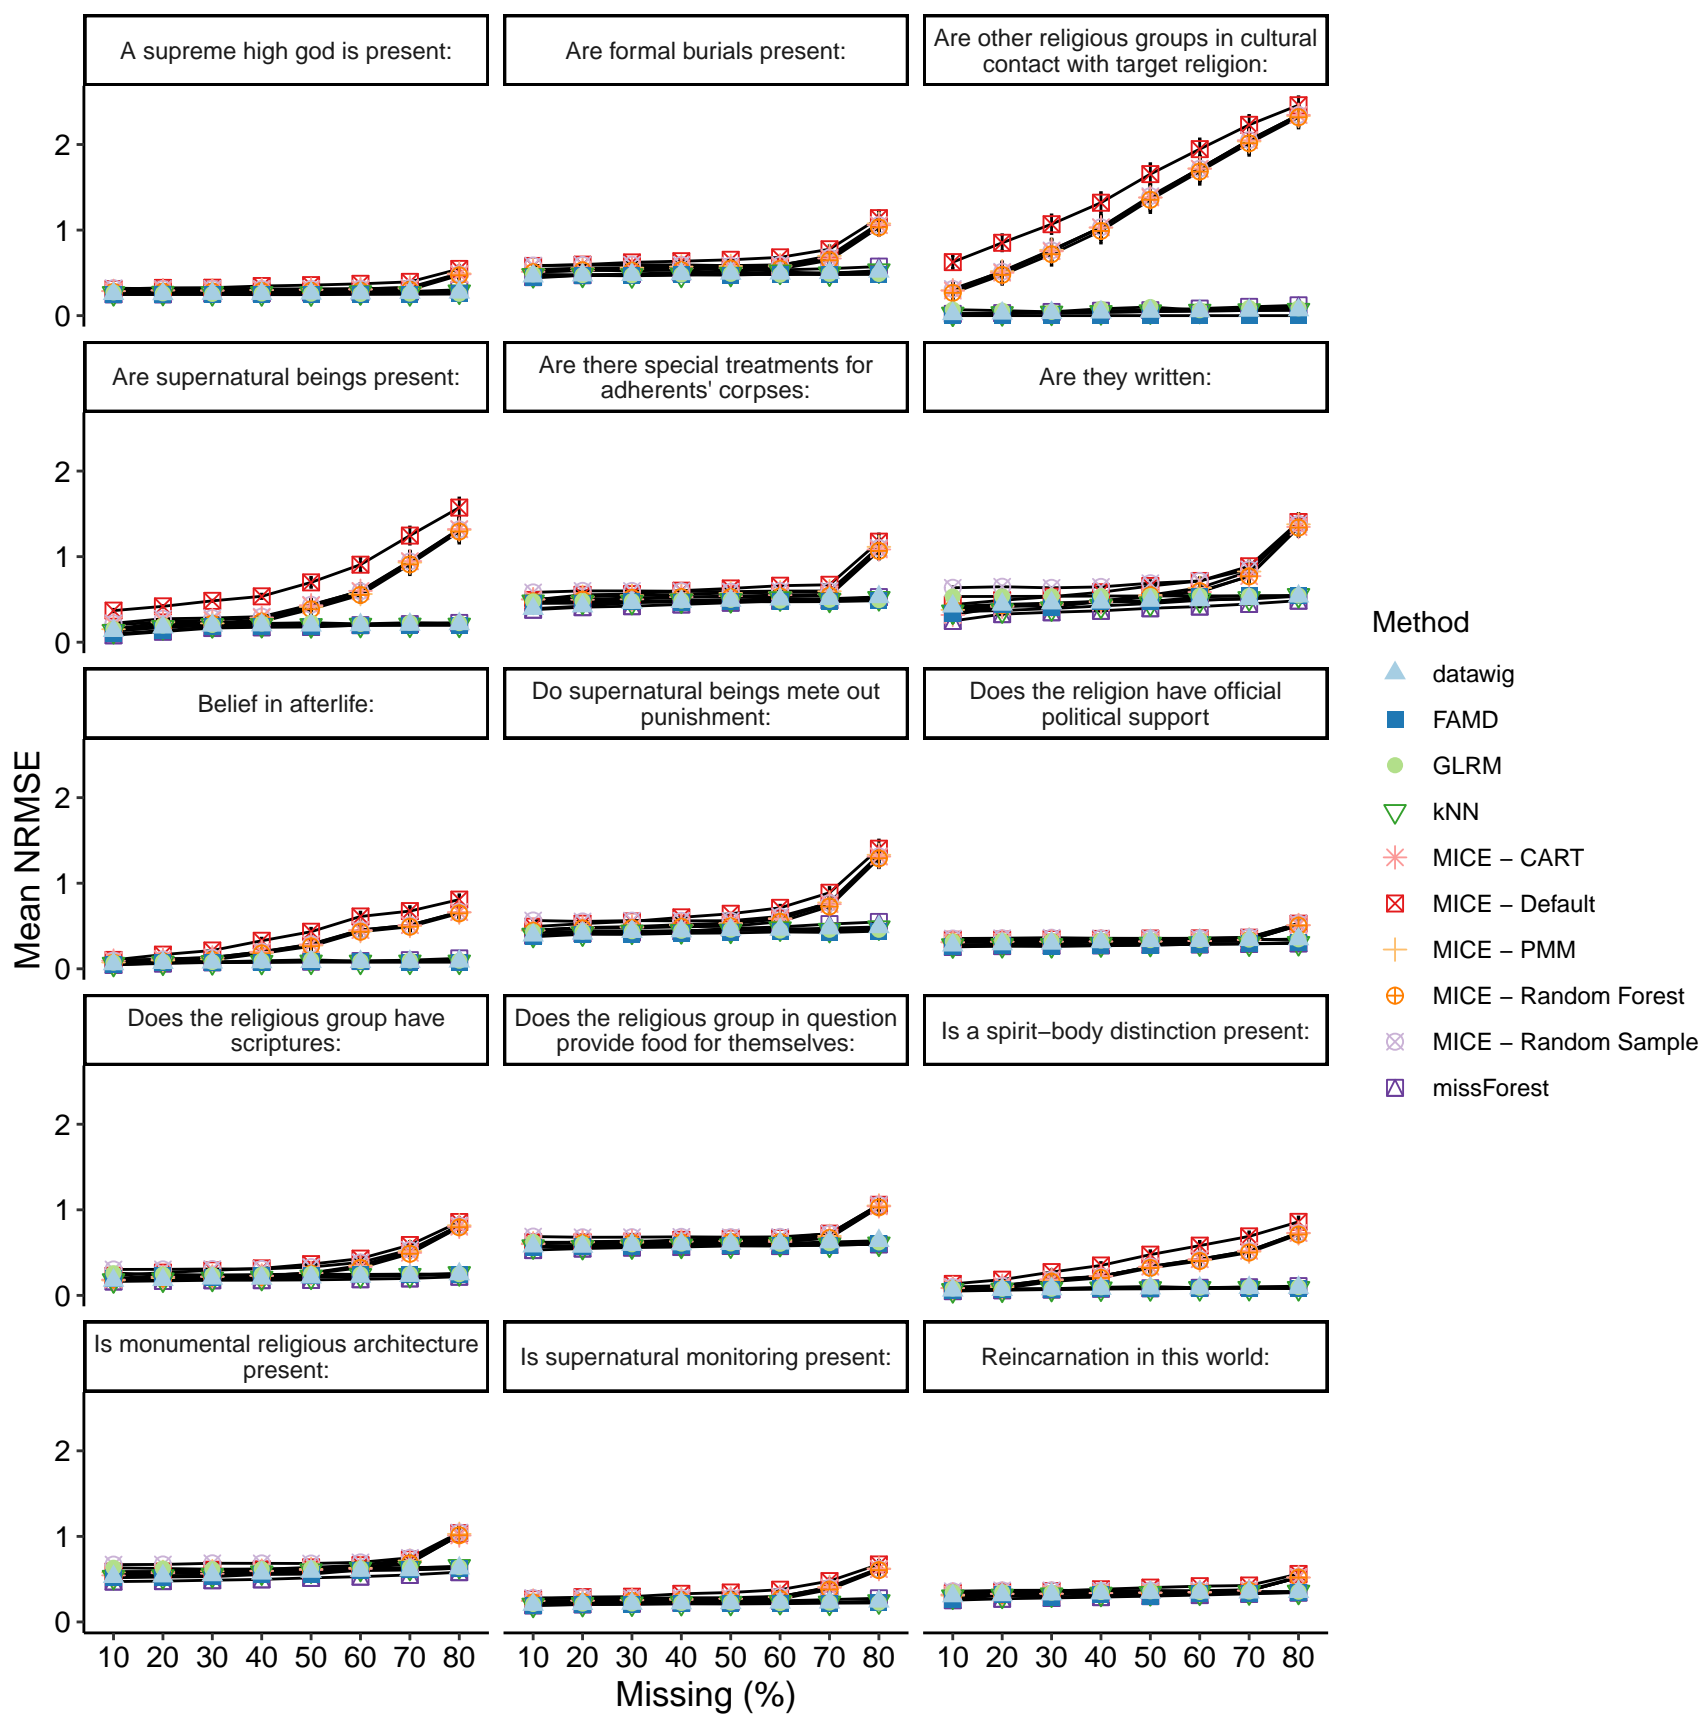 A supreme high god is present:
Are formal burials present:
Are other religious groups in cultural
contact with target religion:
2
1
0
Are supernatural beings present:
Are there special treatments for
adherents' corpses:
Are they written:
2
1
0
Belief in afterlife:
Do supernatural beings mete out
punishment:
Does the religion have official
political support
2
1
0
Does the religious group have
scriptures:
Does the religious group in question
provide food for themselves:
Is a spirit−body distinction present:
2
1
0
Is monumental religious architecture
present:
Is supernatural monitoring present:
Reincarnation in this world:
2
1
0
10 20 30 40 50 60 70 80
10 20 30 40 50 60 70 80
10 20 30 40 50 60 70 80
Missing (%)
Mean NRMSE
Method
datawig
FAMD
GLRM
kNN
MICE − CART
MICE − Default
MICE − PMM
MICE − Random Forest
MICE − Random Sample
missForest